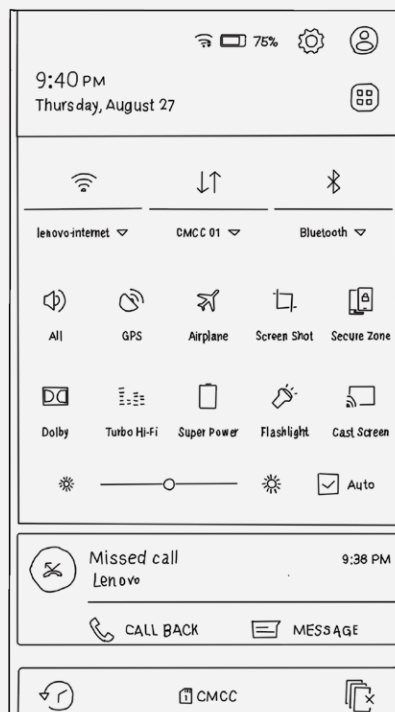 75%
9:40 PM
Thursday, August 27
lenovo-internet CMCC 01 Bluetooth
All GPS Airplane Screen Shot Secure Zone
Dolby Turbo Hi-Fi Super Power Flashlight Cast Screen
Auto
Missed call 9:38 PM
Lenovo
CALL BACK MESSAGE
CMCC